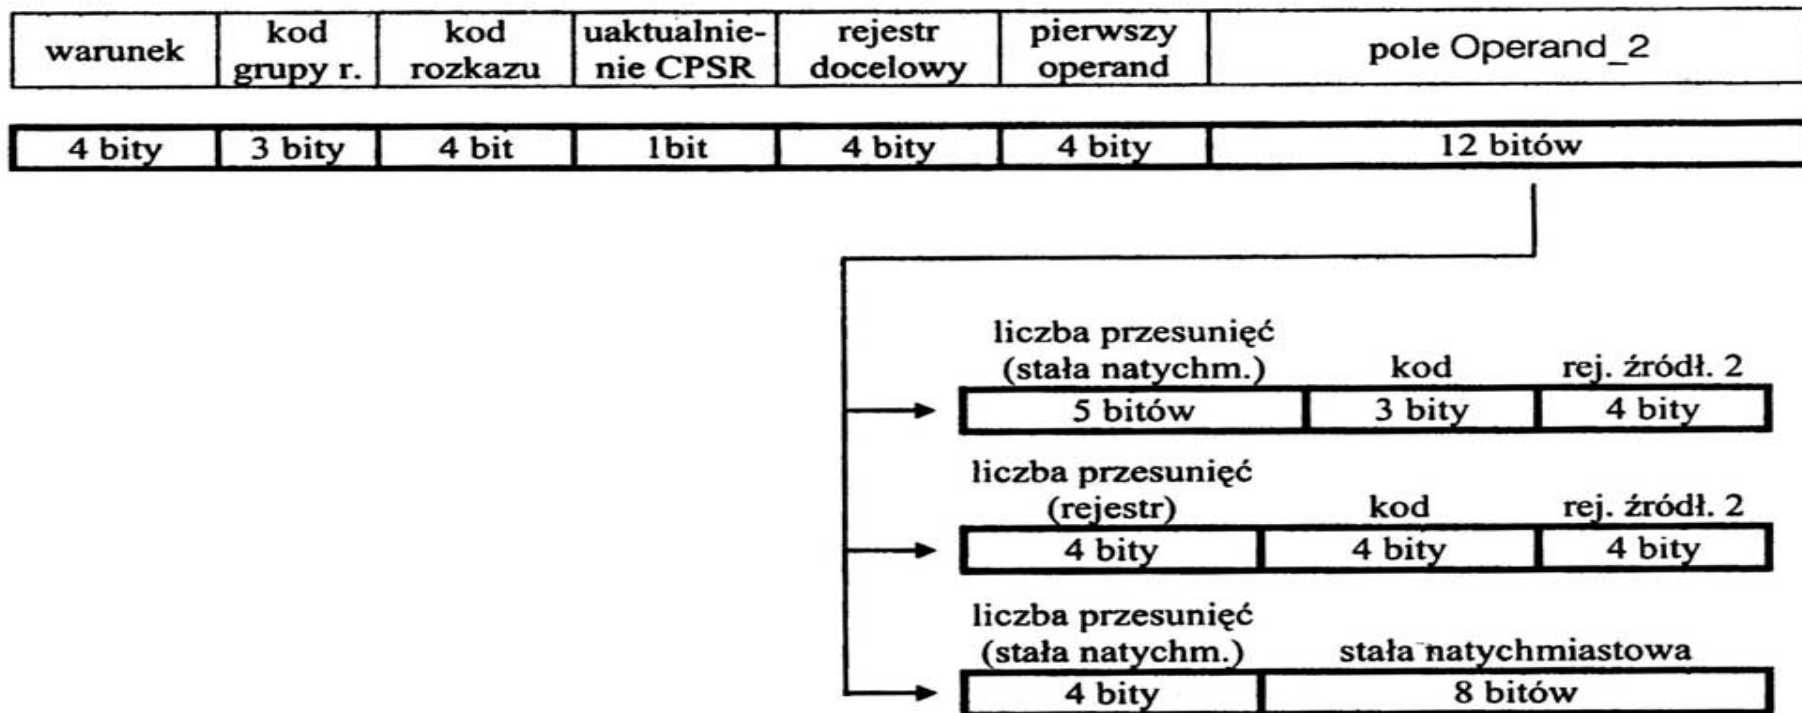 warunek
kod
grupy r.
kod
rozkazu
uaktualnie-
nie CPSR
rejestr
docelowy
pierwszy
operand
pole Operand_2
4 bity
3 bity
4 bit
1bit
4 bity
4 bity
12 bitów
liczba przesunięć
(stała natychm.)
kod
rej. źródł. 2
5 bitów
3 bity
4 bity
liczba przesunięć
(rejestr)
kod
rej. źródł. 2
4 bity
4 bity
4 bity
liczba przesunięć
(stała natychm.)
stała natychmiastowa
4 bity
8 bitów